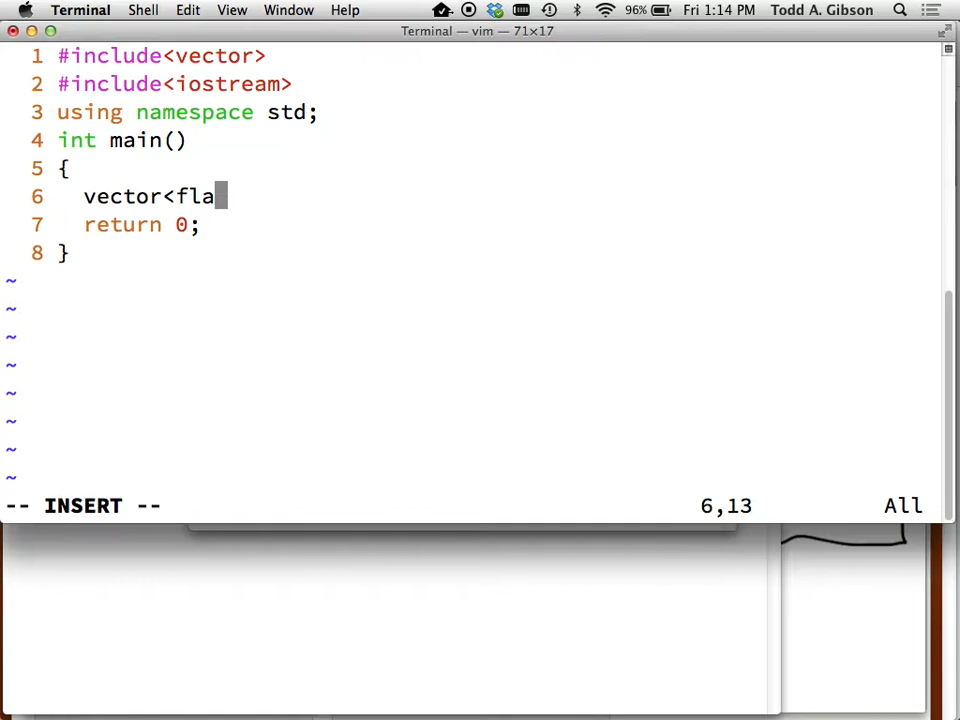 Terminal Shell Edit View Window Help 96% Fri 1:14 PM Todd A. Gibson
Terminal — vim — 71×17
1 #include<vector>
2 #include<iostream>
3 using namespace std;
4 int main()
5 {
6 vector<fla
7 return 0;
8 }
~
~
~
~
~
~
~
~
-- INSERT -- 6,13 All